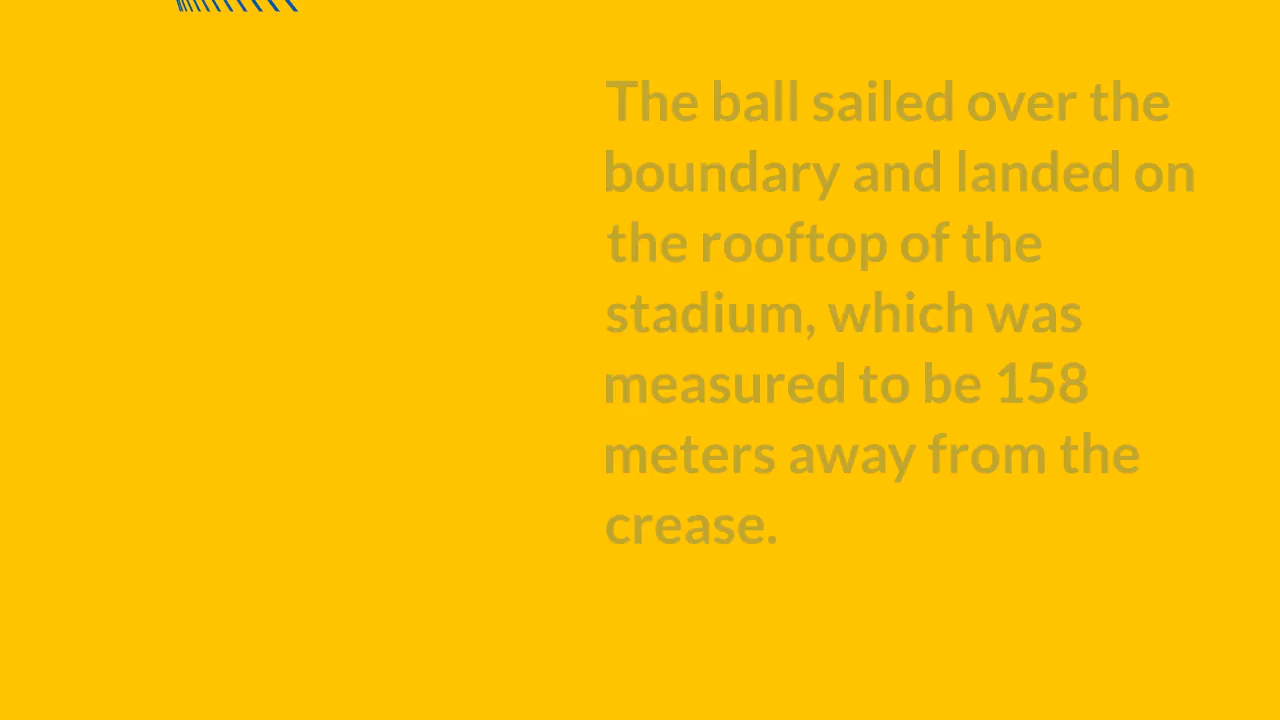 The ball sailed over the
boundary and landed on
the rooftop of the
stadium, which was
measured to be 158
meters away from the
crease.